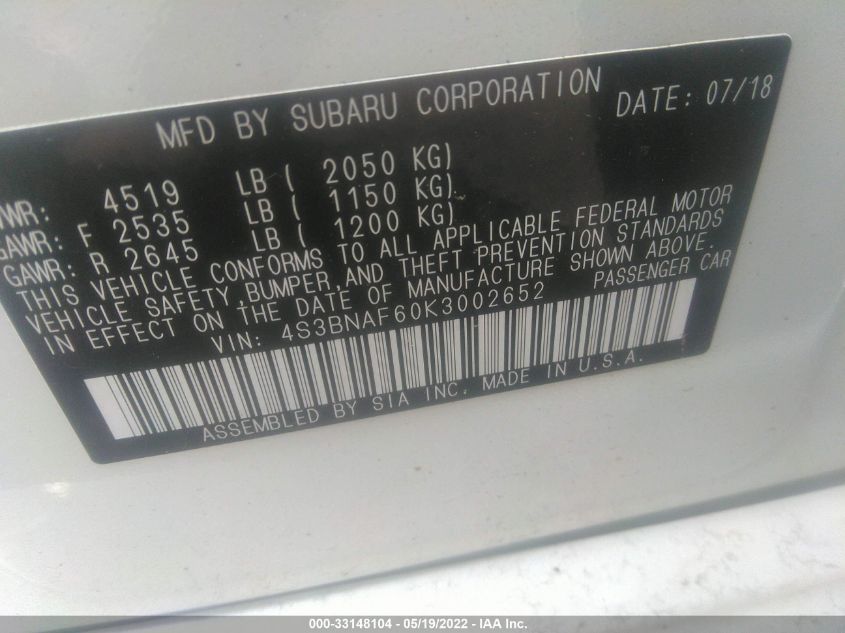 MFD BY SUBARU CORPORATION DATE: 07/18
WR: 4519 LB ( 2050 KG)
GAWR: F 2535 LB ( 1150 KG)
GAWR: R 2645 LB ( 1200 KG)
THIS VEHICLE CONFORMS TO ALL APPLICABLE FEDERAL MOTOR
VEHICLE SAFETY,BUMPER,AND THEFT PREVENTION STANDARDS
IN EFFECT ON THE DATE OF MANUFACTURE SHOWN ABOVE.
VIN: 4S3BNAF60K3002652 PASSENGER CAR
ASSEMBLED BY SIA INC. MADE IN U.S.A.
000-33148104 - 05/19/2022 - IAA Inc.